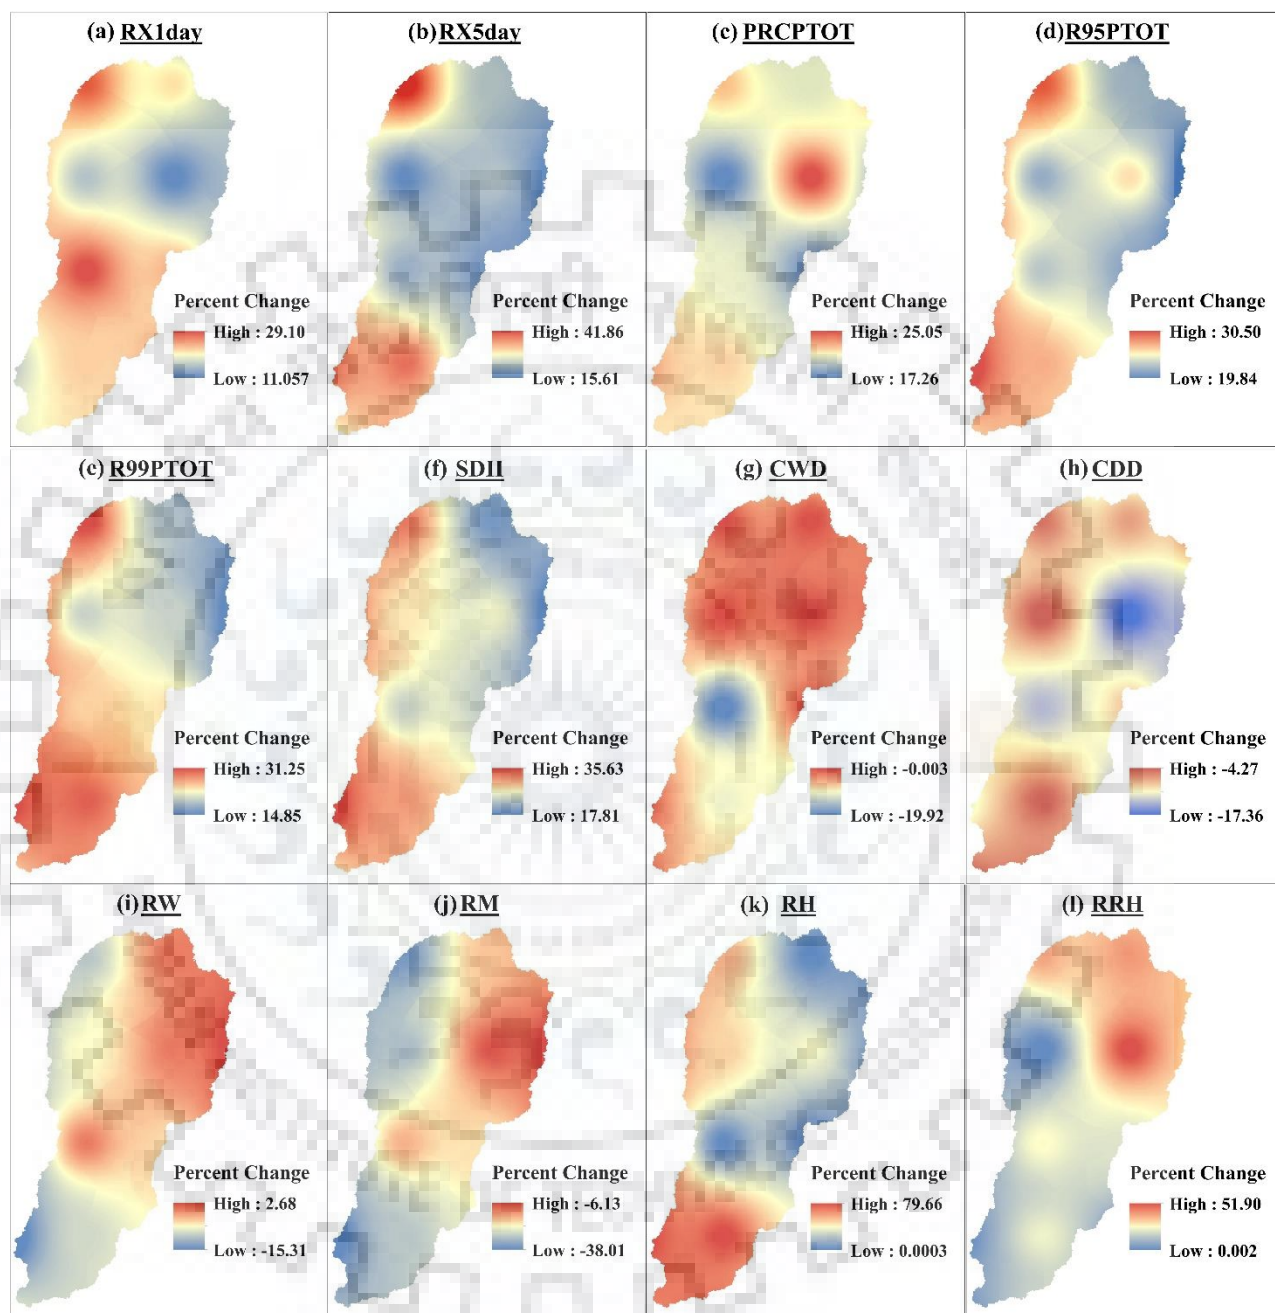 (a) RX1day
(b) RX5day
(c) PRCPTOT
(d) R95PTOT
Percent Change
High : 29.10
Low : 11.057
Percent Change
High : 41.86
Low : 15.61
Percent Change
High : 25.05
Low : 17.26
Percent Change
High : 30.50
Low : 19.84
(e) R99PTOT
(f) SDII
(g) CWD
(h) CDD
Percent Change
High : 31.25
Low : 14.85
Percent Change
High : 35.63
Low : 17.81
Percent Change
High : -0.003
Low : -19.92
Percent Change
High : -4.27
Low : -17.36
(i) RW
(j) RM
(k) RH
(l) RRH
Percent Change
High : 2.68
Low : -15.31
Percent Change
High : -6.13
Low : -38.01
Percent Change
High : 79.66
Low : 0.0003
Percent Change
High : 51.90
Low : 0.002